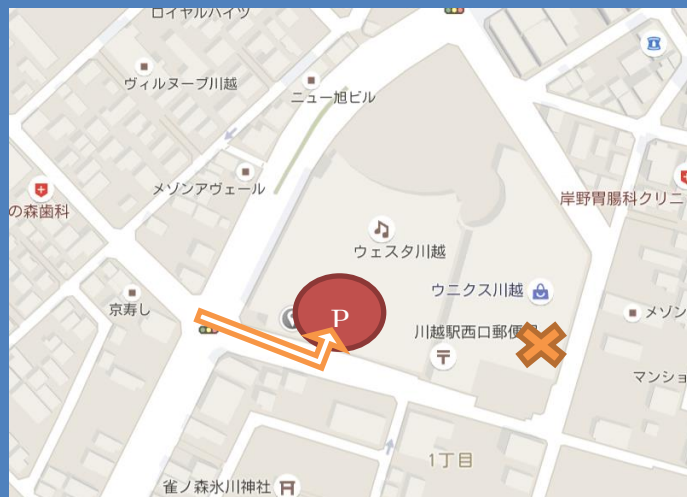 ロイヤルハイツ
ヴィルヌーブ川越
ニュー旭ビル
メゾンアヴェール
の森歯科
岸野胃腸科クリニ
ウェスタ川越
ウニクス川越
京寿し
P
川越駅西口郵便
メゾン
マンショ
1丁目
雀ノ森氷川神社